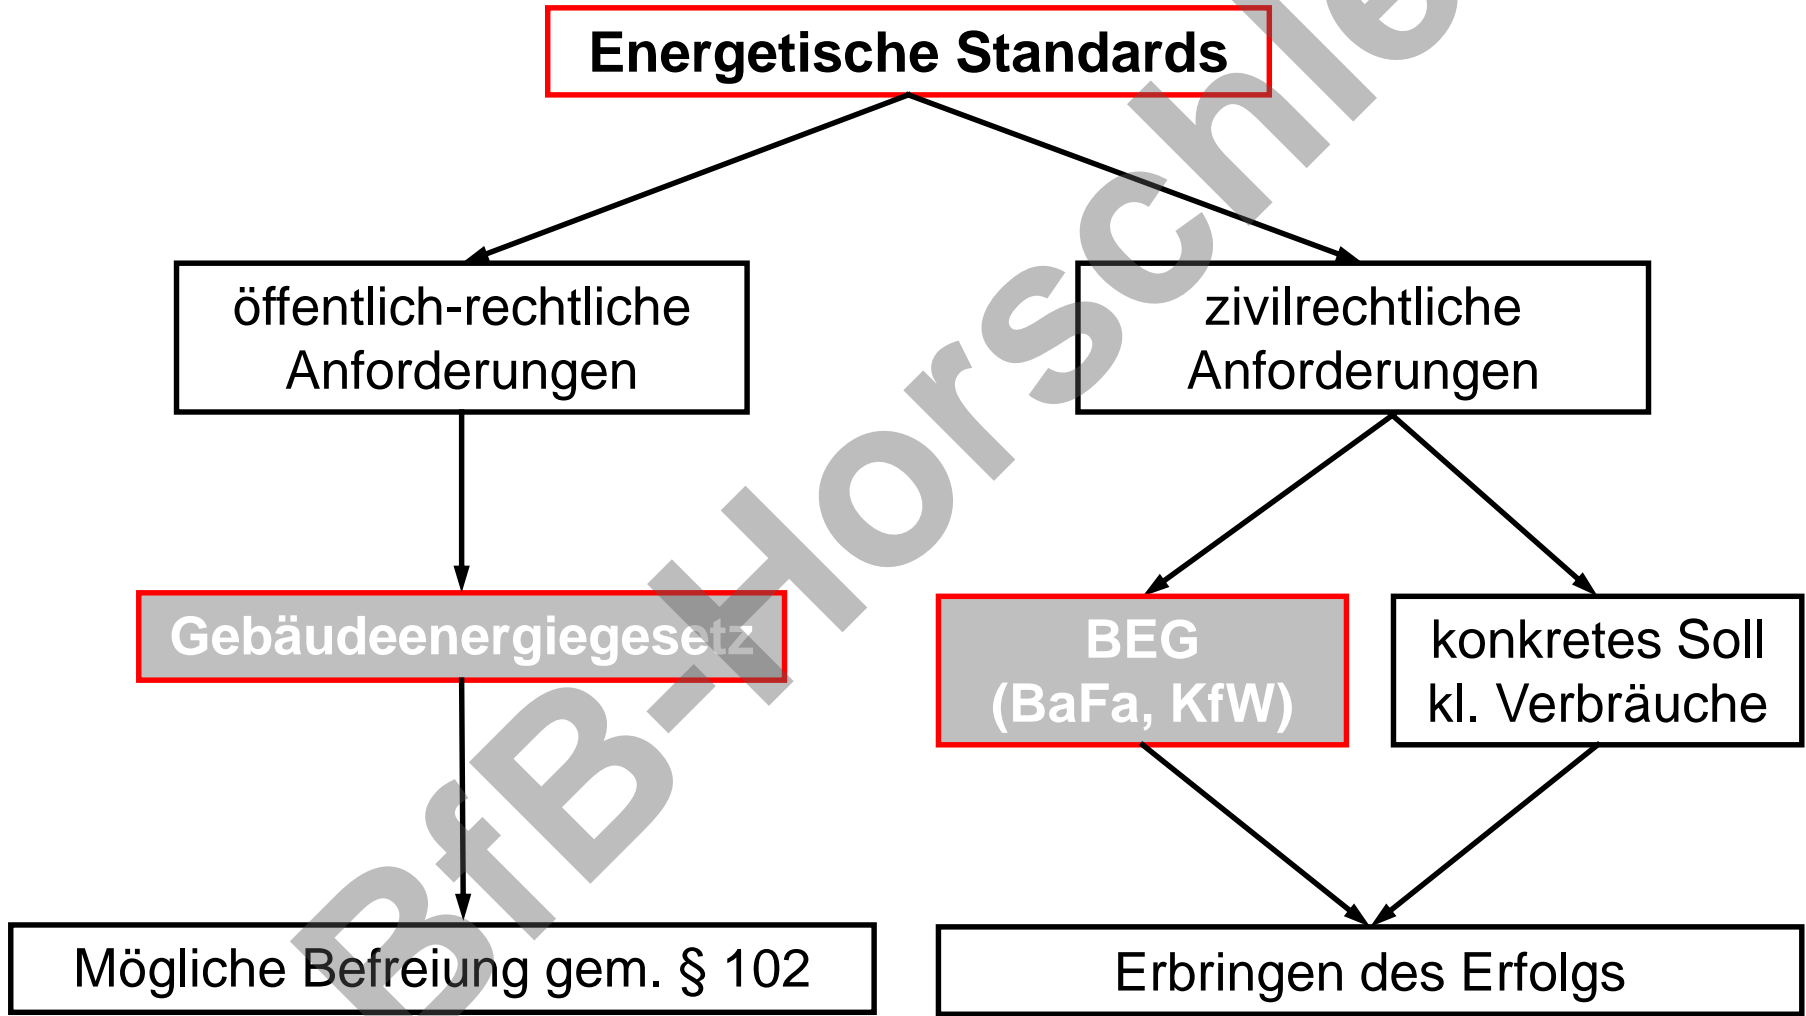 Energetische Standards
öffentlich-rechtliche
Anforderungen
zivilrechtliche
Anforderungen
Gebäudeenergiegesetz
BEG
(BaFa, KfW)
konkretes Soll
kl. Verbräuche
Mögliche Befreiung gem. § 102
Erbringen des Erfolgs
BfB-Horschle